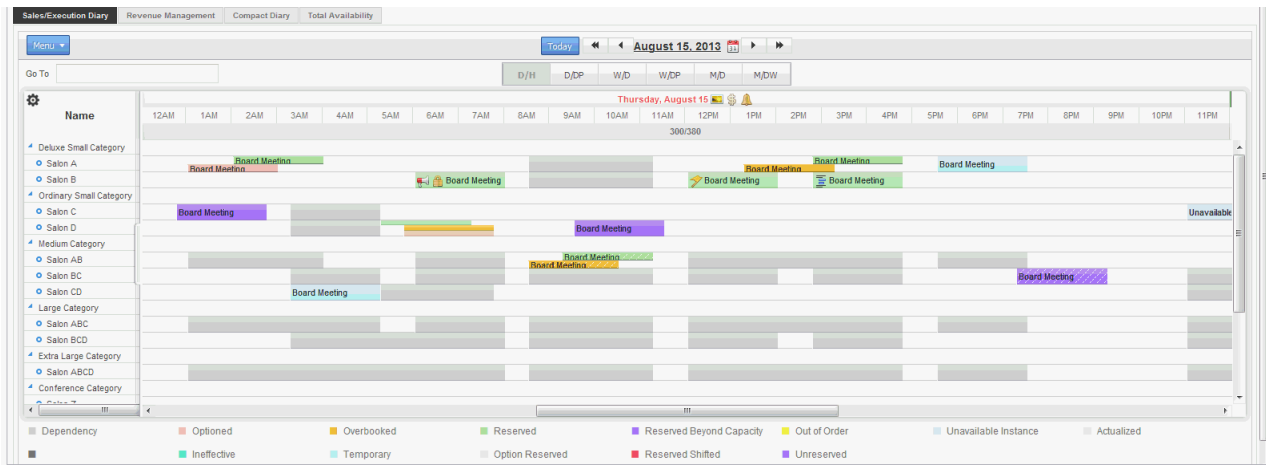 Sales/Execution Diary Revenue Management Compact Diary Total Availability
Menu Today August 15, 2013
Go To D/H D/DP W/D W/DP M/D M/DW
Thursday, August 15
Name 12AM 1AM 2AM 3AM 4AM 5AM 6AM 7AM 8AM 9AM 10AM 11AM 12PM 1PM 2PM 3PM 4PM 5PM 6PM 7PM 8PM 9PM 10PM 11PM
300/380
Deluxe Small Category
Salon A Board Meeting Board Meeting Board Meeting Board Meeting Board Meeting
Salon B Board Meeting Board Meeting Board Meeting
Ordinary Small Category
Salon C Board Meeting Unavailable
Salon D Board Meeting
Medium Category
Salon AB Board Meeting Board Meeting
Salon BC Board Meeting
Salon CD Board Meeting
Large Category
Salon ABC
Salon BCD
Extra Large Category
Salon ABCD
Conference Category
Dependency Optioned Overbooked Reserved Reserved Beyond Capacity Out of Order Unavailable Instance Actualized
Ineffective Temporary Option Reserved Reserved Shifted Unreserved